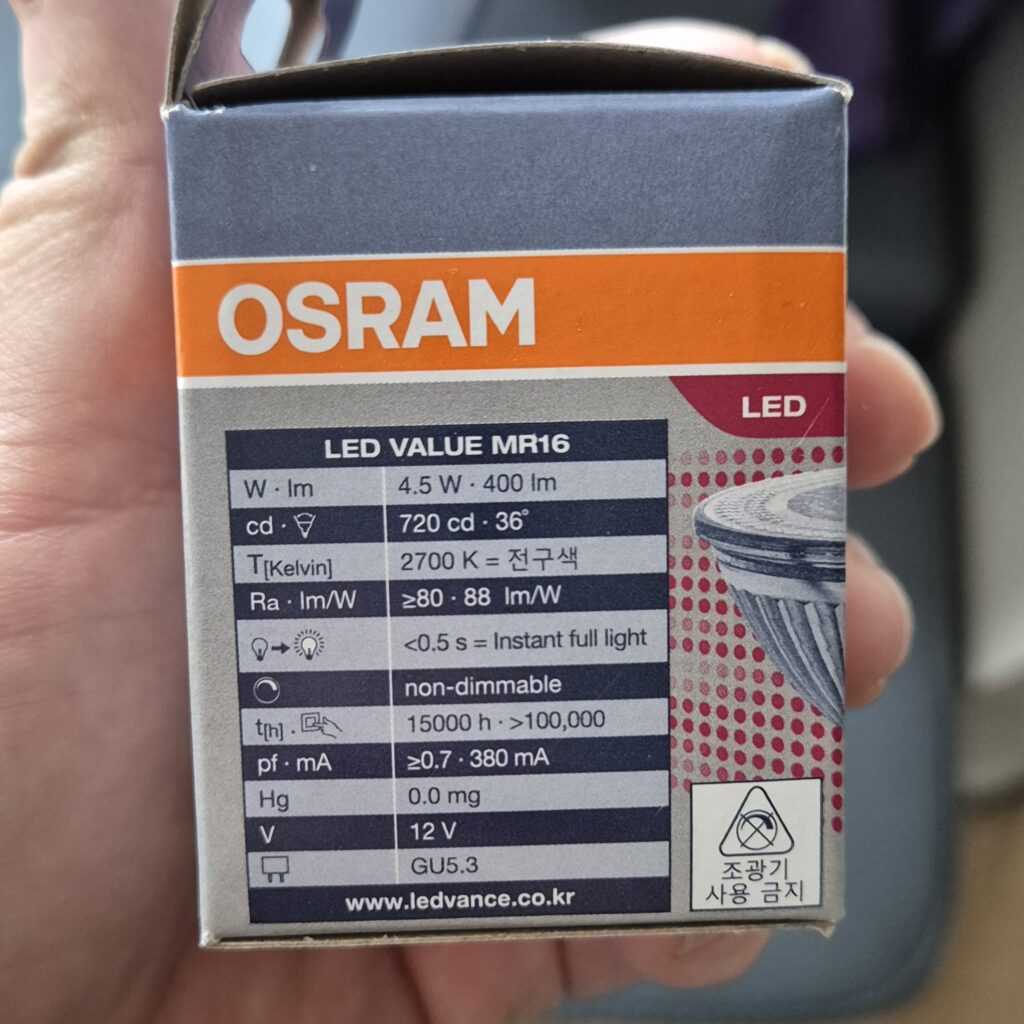 OSRAM
LED
LED VALUE MR16
W · lm 4.5 W · 400 lm
cd · 720 cd · 36°
T[Kelvin] 2700 K = 전구색
Ra · lm/W ≥80 · 88 lm/W
<0.5 s = Instant full light
non-dimmable
t[h] · 15000 h · >100,000
pf · mA ≥0.7 · 380 mA
Hg 0.0 mg
V 12 V
GU5.3
www.ledvance.co.kr
조광기
사용 금지